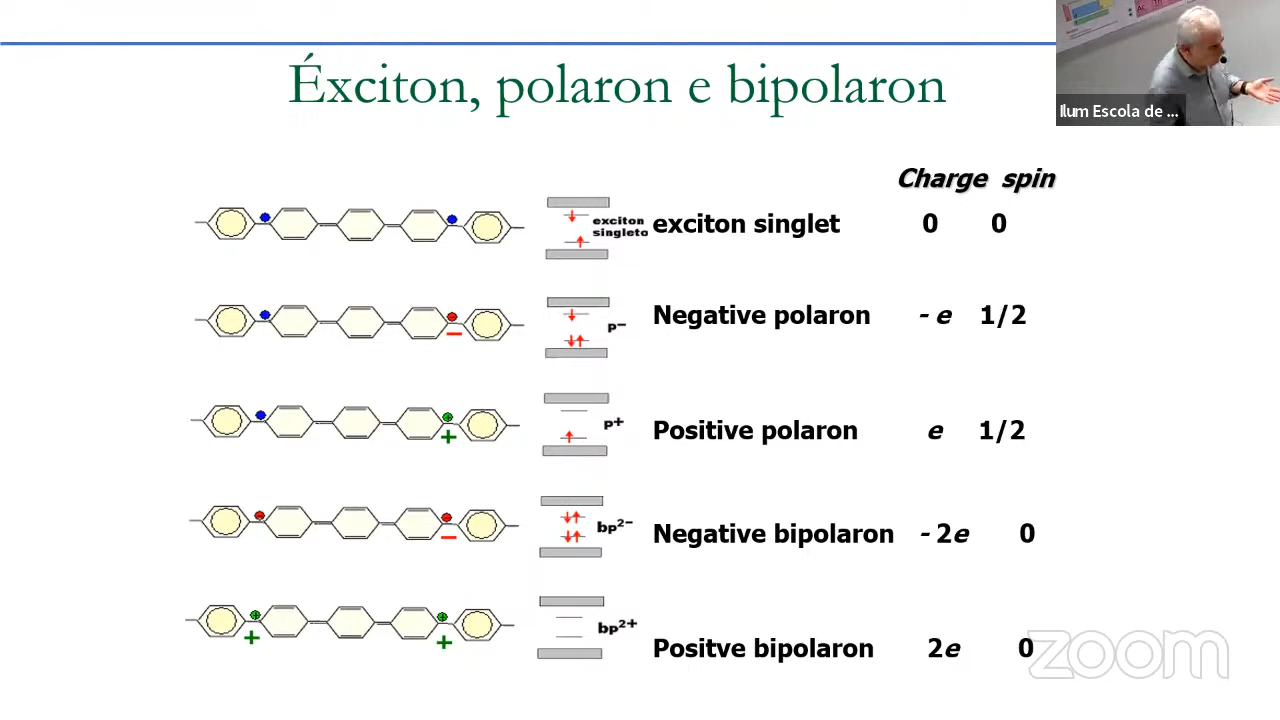 Éxciton, polaron e bipolaron
Ilum Escola de ...
Charge spin
exciton
singleto
exciton singlet 0 0
p−
Negative polaron - e 1/2
p+
Positive polaron e 1/2
bp2−
Negative bipolaron - 2e 0
bp2+
Positve bipolaron 2e 0
−
+
−
+ +
Ac
zoom